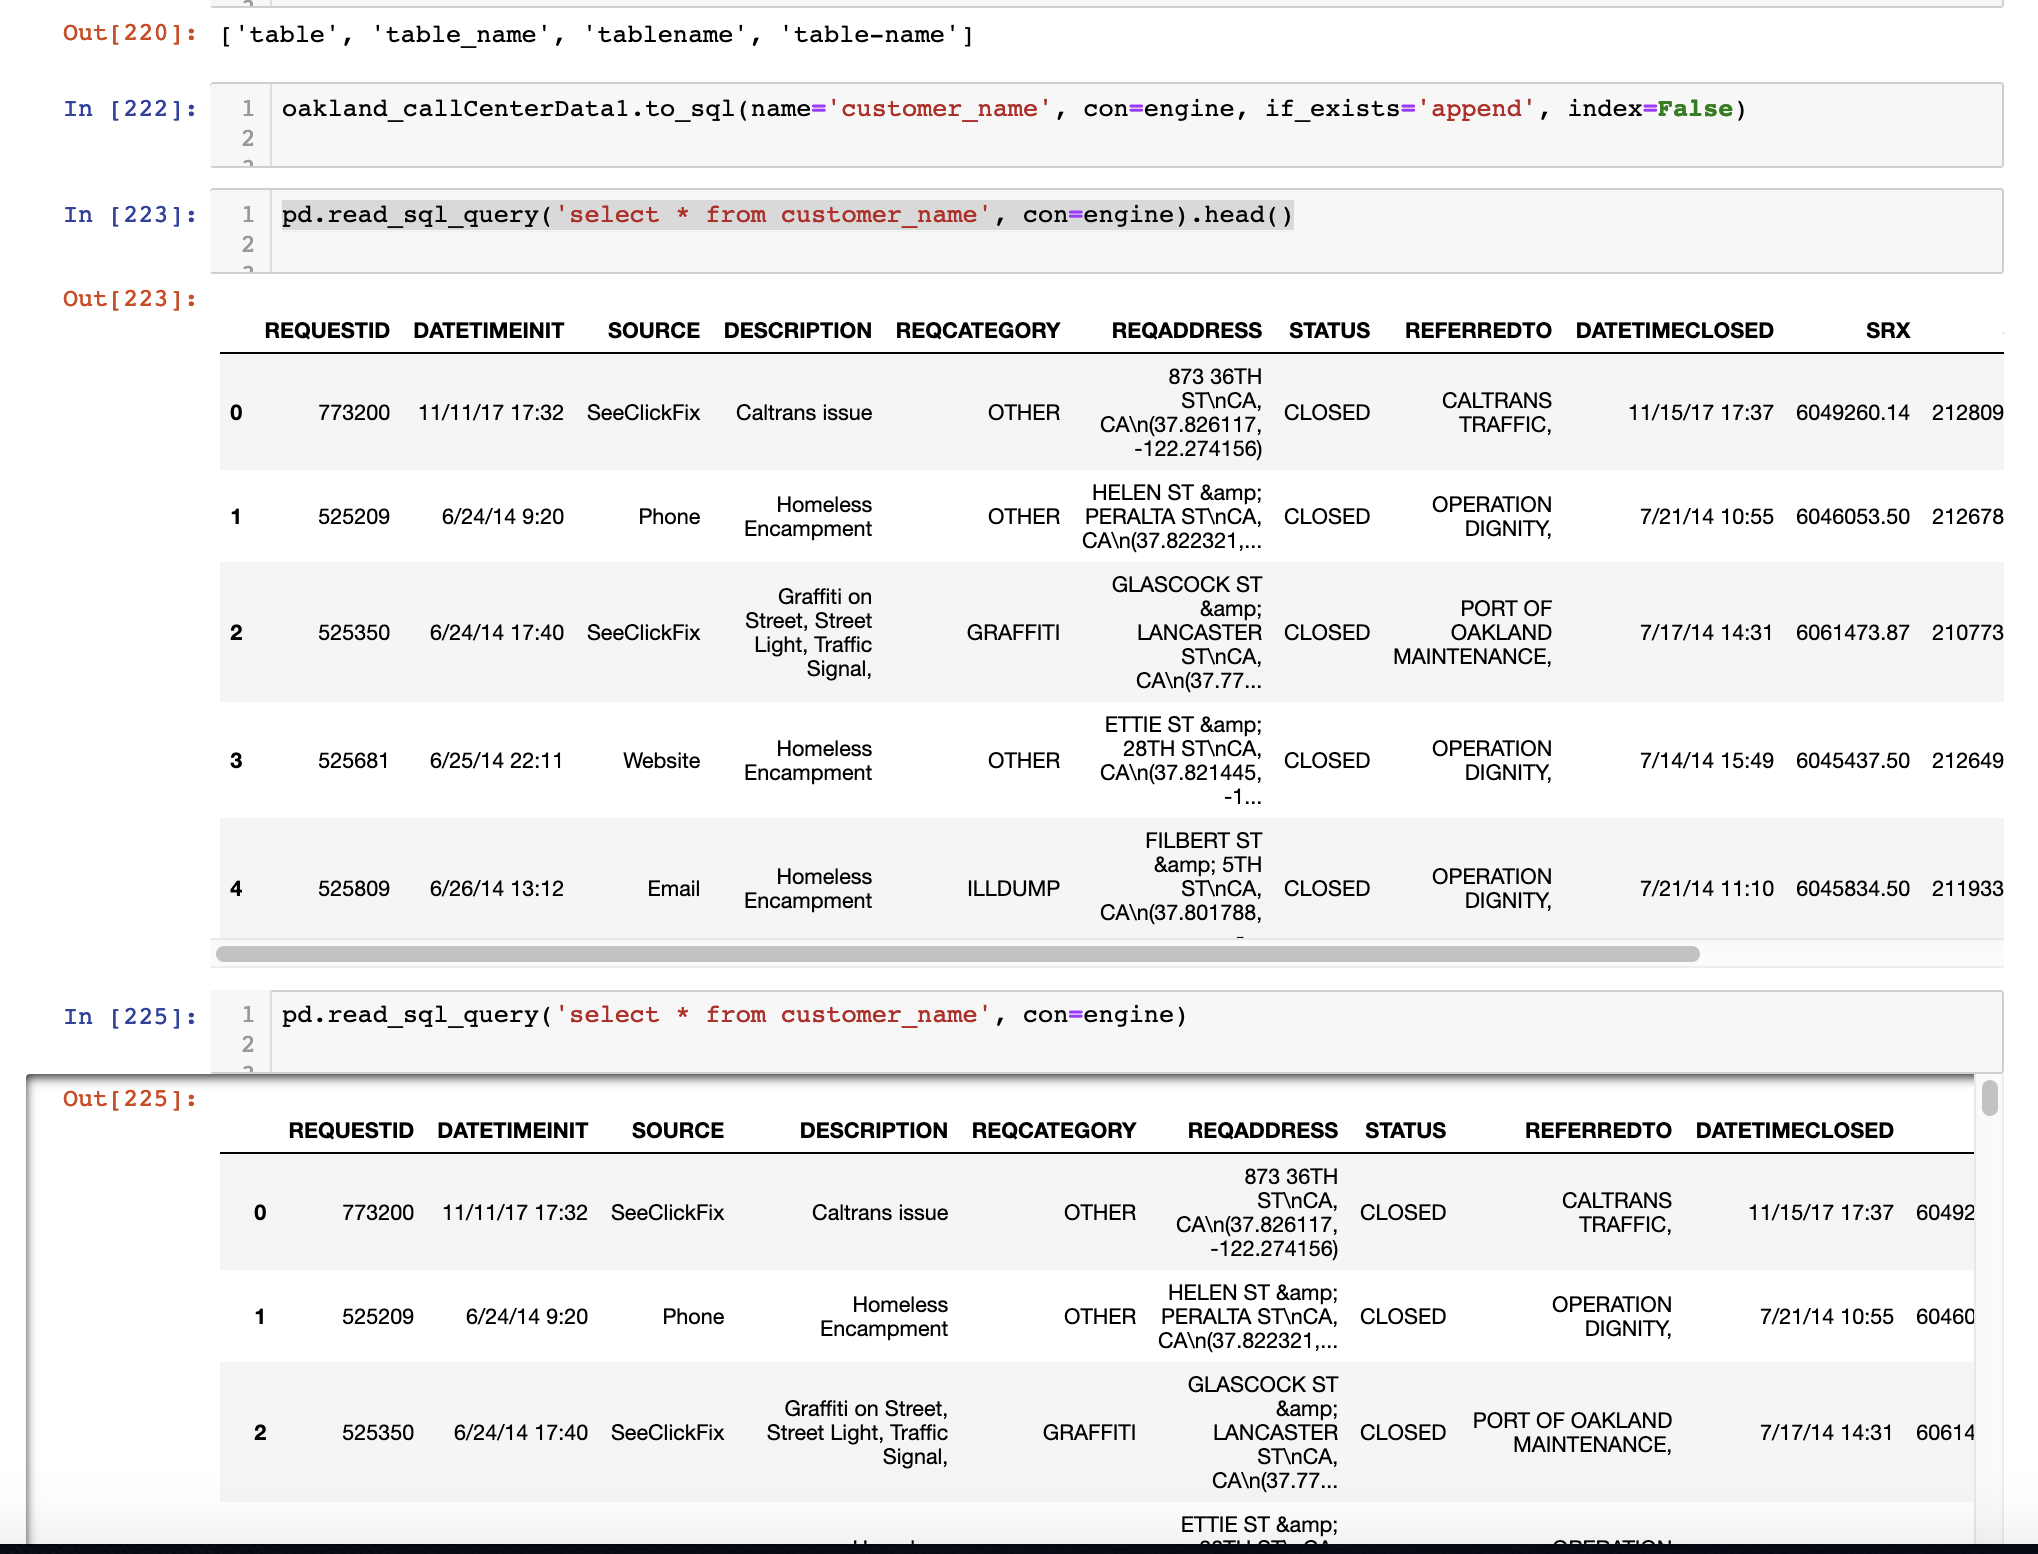 Out[220]: ['table', 'table_name', 'tablename', 'table-name']
In [222]: 1 oakland_callCenterData1.to_sql(name='customer_name', con=engine, if_exists='append', index=False)
2
In [223]: 1 pd.read_sql_query('select * from customer_name', con=engine).head()
2
Out[223]:
REQUESTID DATETIMEINIT SOURCE DESCRIPTION REQCATEGORY REQADDRESS STATUS REFERREDTO DATETIMECLOSED SRX
873 36TH
ST\nCA,
0 773200 11/11/17 17:32 SeeClickFix Caltrans issue OTHER CA\n(37.826117, CLOSED CALTRANS TRAFFIC, 11/15/17 17:37 6049260.14 212809
-122.274156)
HELEN ST &amp;
1 525209 6/24/14 9:20 Phone Homeless Encampment OTHER PERALTA ST\nCA, CLOSED OPERATION DIGNITY, 7/21/14 10:55 6046053.50 212678
CA\n(37.822321,...
GLASCOCK ST
&amp;
2 525350 6/24/14 17:40 SeeClickFix Graffiti on Street, Street Light, Traffic Signal, GRAFFITI LANCASTER CLOSED PORT OF OAKLAND MAINTENANCE, 7/17/14 14:31 6061473.87 210773
ST\nCA,
CA\n(37.77...
ETTIE ST &amp;
28TH ST\nCA,
3 525681 6/25/14 22:11 Website Homeless Encampment OTHER CA\n(37.821445, CLOSED OPERATION DIGNITY, 7/14/14 15:49 6045437.50 212649
-1...
FILBERT ST
&amp; 5TH
4 525809 6/26/14 13:12 Email Homeless Encampment ILLDUMP ST\nCA, CLOSED OPERATION DIGNITY, 7/21/14 11:10 6045834.50 211933
CA\n(37.801788,
In [225]: 1 pd.read_sql_query('select * from customer_name', con=engine)
2
Out[225]:
REQUESTID DATETIMEINIT SOURCE DESCRIPTION REQCATEGORY REQADDRESS STATUS REFERREDTO DATETIMECLOSED
873 36TH
ST\nCA,
0 773200 11/11/17 17:32 SeeClickFix Caltrans issue OTHER CA\n(37.826117, CLOSED CALTRANS TRAFFIC, 11/15/17 17:37 60492
-122.274156)
HELEN ST &amp;
1 525209 6/24/14 9:20 Phone Homeless Encampment OTHER PERALTA ST\nCA, CLOSED OPERATION DIGNITY, 7/21/14 10:55 60460
CA\n(37.822321,...
GLASCOCK ST
&amp;
2 525350 6/24/14 17:40 SeeClickFix Graffiti on Street, Street Light, Traffic Signal, GRAFFITI LANCASTER CLOSED PORT OF OAKLAND MAINTENANCE, 7/17/14 14:31 60614
ST\nCA,
CA\n(37.77...
ETTIE ST &amp;